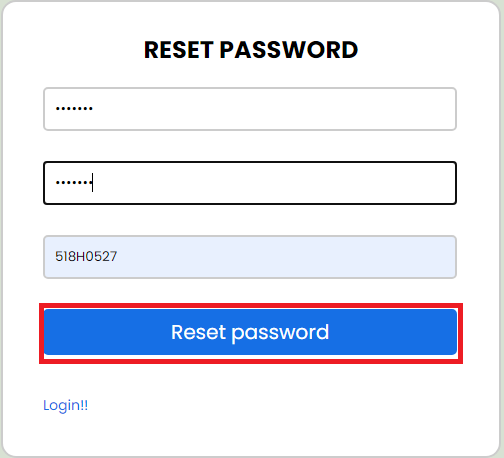 RESET PASSWORD
•••••••
•••••••
518H0527
Reset password
Login!!